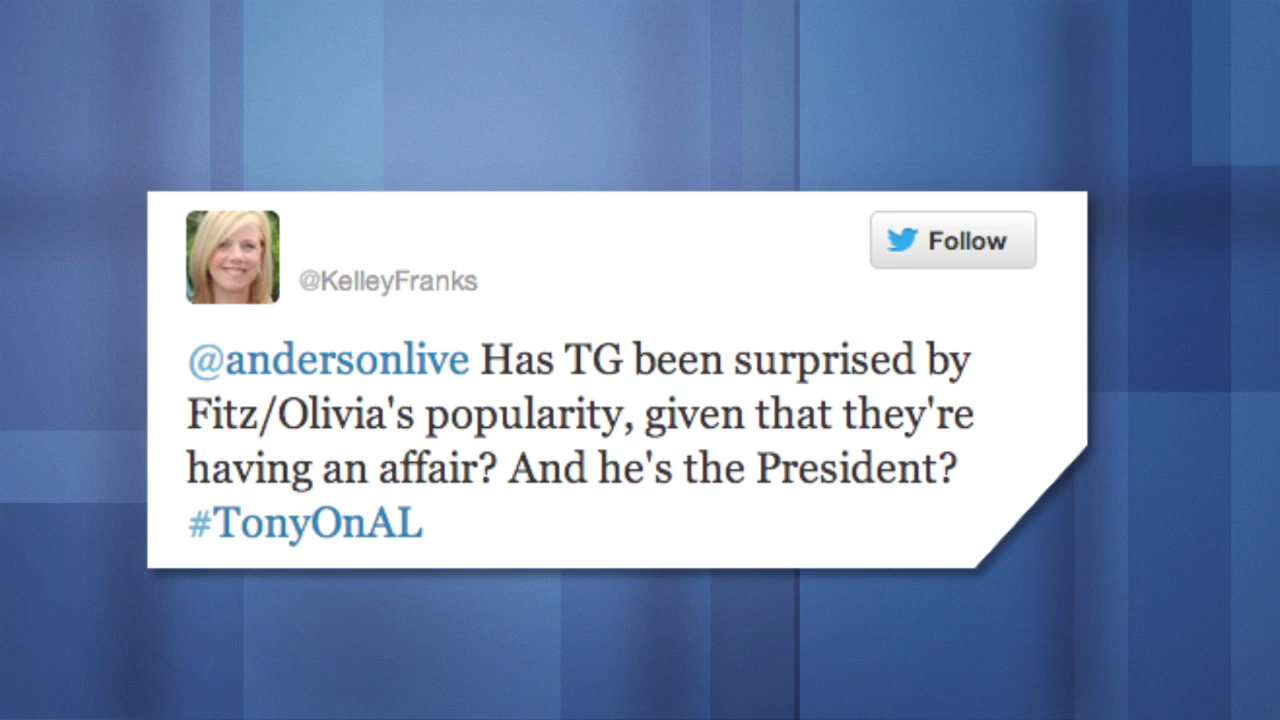 Follow
@KelleyFranks
@andersonlive Has TG been surprised by
Fitz/Olivia's popularity, given that they're
having an affair? And he's the President?
#TonyOnAL